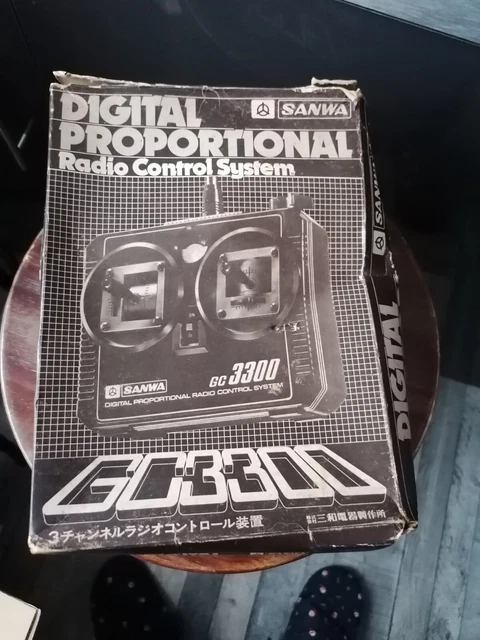 DIGITAL
SANWA
PROPORTIONAL
Radio Control System
SANWA
GC 3300
DIGITAL PROPORTIONAL RADIO CONTROL SYSTEM
GC3300
3チャンネルラジオコントロール装置
三和電器製作所
SANWA
DIGITAL